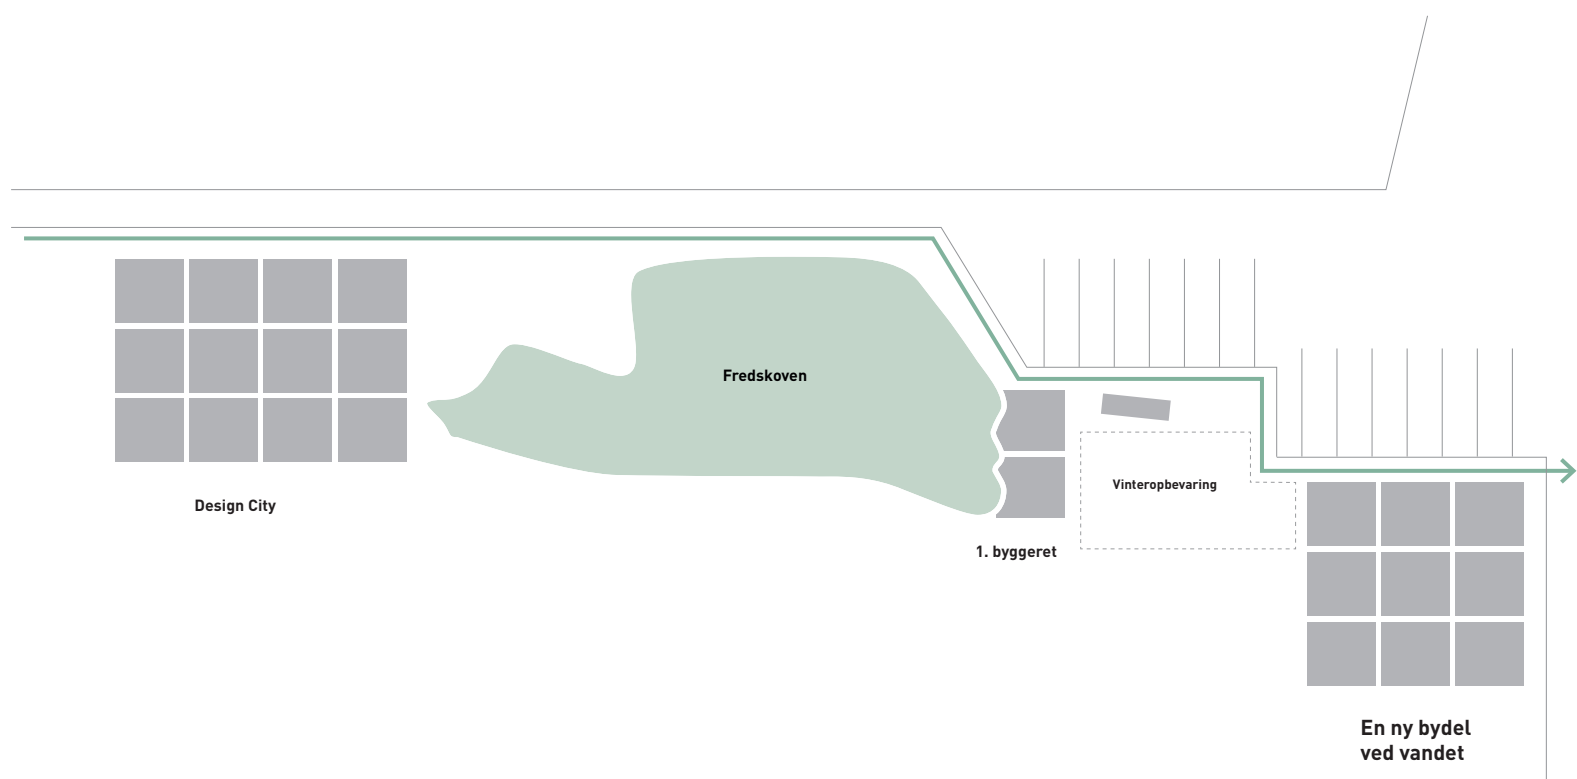 Fredskoven
Vinteropbevaring
Design City
1. byggeret
En ny bydel
ved vandet